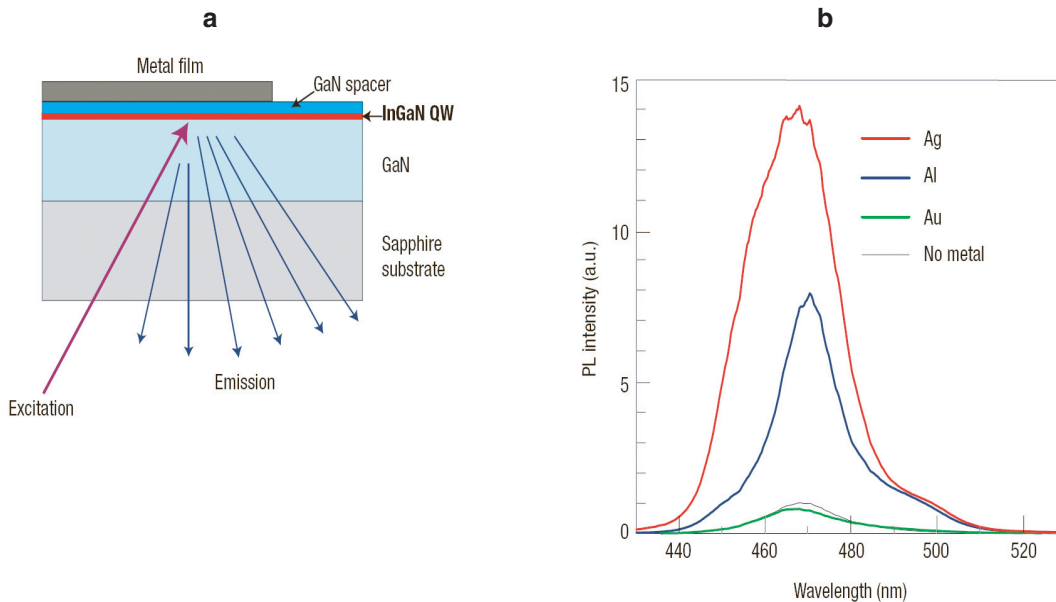 a
Metal film
GaN spacer
InGaN QW
GaN
Sapphire
substrate
Emission
Excitation
b
15
10
5
0
PL intensity (a.u.)
Ag
Al
Au
No metal
440 460 480 500 520
Wavelength (nm)